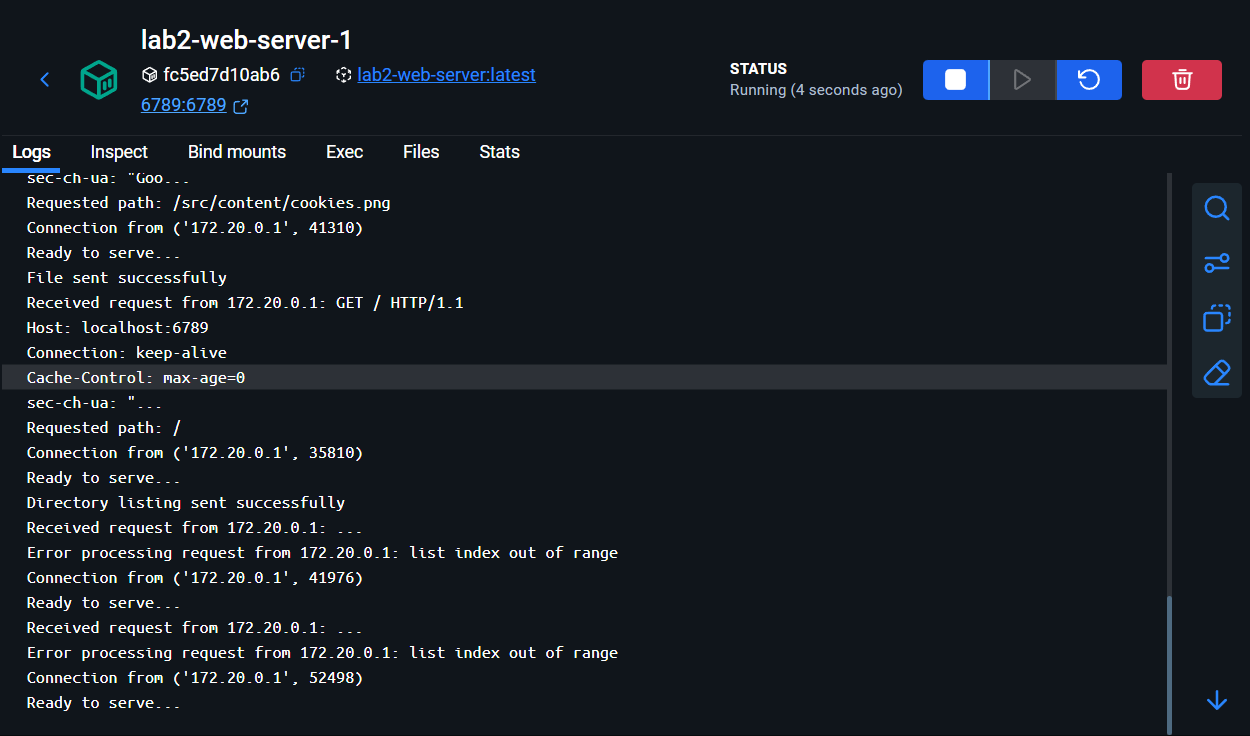 lab2-web-server-1
fc5ed7d10ab6 lab2-web-server:latest
6789:6789
STATUS
Running (4 seconds ago)
Logs Inspect Bind mounts Exec Files Stats
sec-ch-ua: "Goo...
Requested path: /src/content/cookies.png
Connection from ('172.20.0.1', 41310)
Ready to serve...
File sent successfully
Received request from 172.20.0.1: GET / HTTP/1.1
Host: localhost:6789
Connection: keep-alive
Cache-Control: max-age=0
sec-ch-ua: "...
Requested path: /
Connection from ('172.20.0.1', 35810)
Ready to serve...
Directory listing sent successfully
Received request from 172.20.0.1: ...
Error processing request from 172.20.0.1: list index out of range
Connection from ('172.20.0.1', 41976)
Ready to serve...
Received request from 172.20.0.1: ...
Error processing request from 172.20.0.1: list index out of range
Connection from ('172.20.0.1', 52498)
Ready to serve...